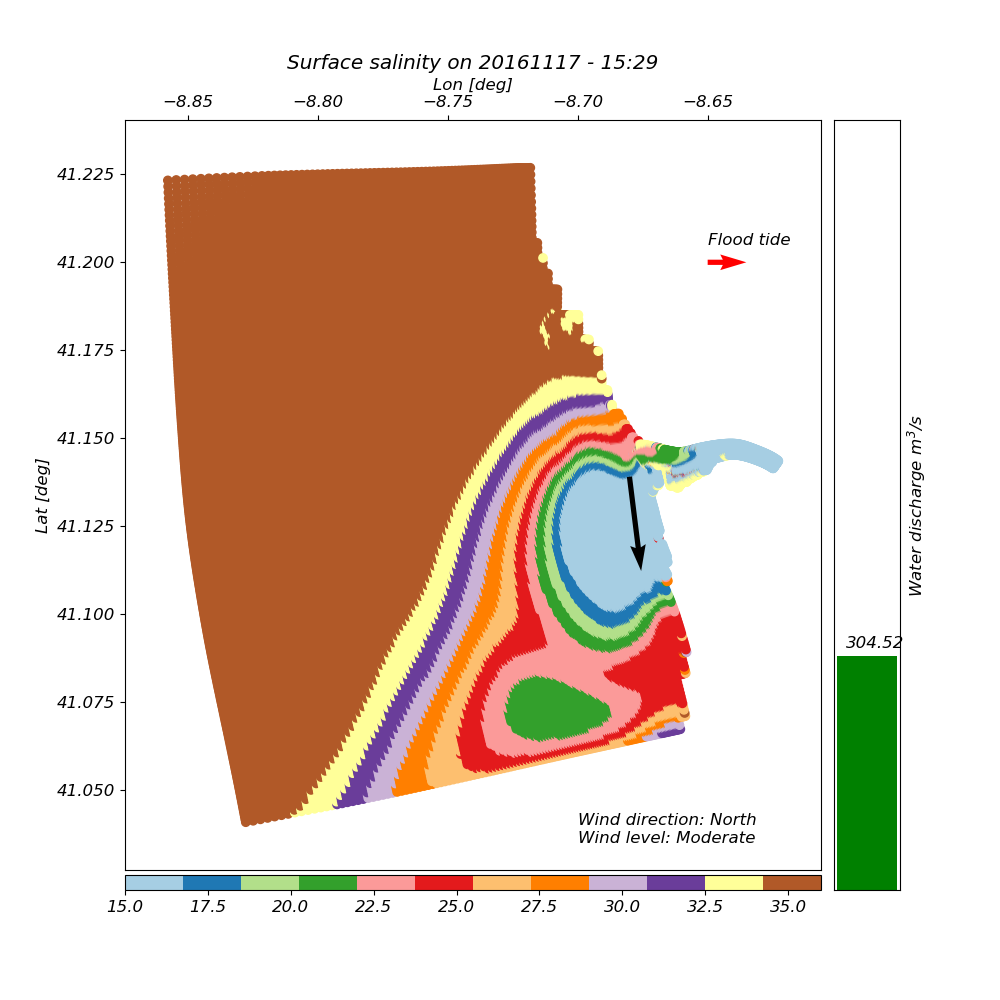 Surface salinity on 20161117 - 15:29
Lon [deg]
−8.85 −8.80 −8.75 −8.70 −8.65
41.225
41.200
41.175
41.150
41.125
41.100
41.075
41.050
Lat [deg]
Flood tide
Wind direction: North
Wind level: Moderate
304.52
Water discharge m³/s
15.0 17.5 20.0 22.5 25.0 27.5 30.0 32.5 35.0